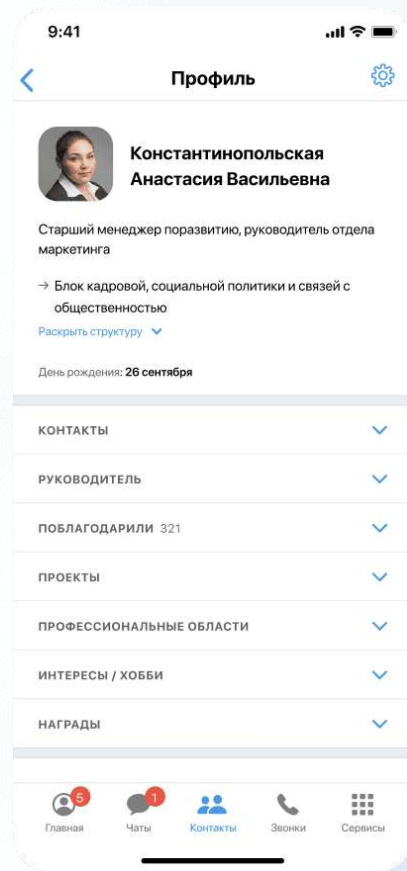 9:41
Профиль
Константинопольская
Анастасия Васильевна
Старший менеджер поразвитию, руководитель отдела
маркетинга
→ Блок кадровой, социальной политики и связей с
общественностью
Раскрыть структуру
День рождения: 26 сентября
КОНТАКТЫ
РУКОВОДИТЕЛЬ
ПОБЛАГОДАРИЛИ 321
ПРОЕКТЫ
ПРОФЕССИОНАЛЬНЫЕ ОБЛАСТИ
ИНТЕРЕСЫ / ХОББИ
НАГРАДЫ
5 1
Главная Чаты Контакты Звонки Сервисы